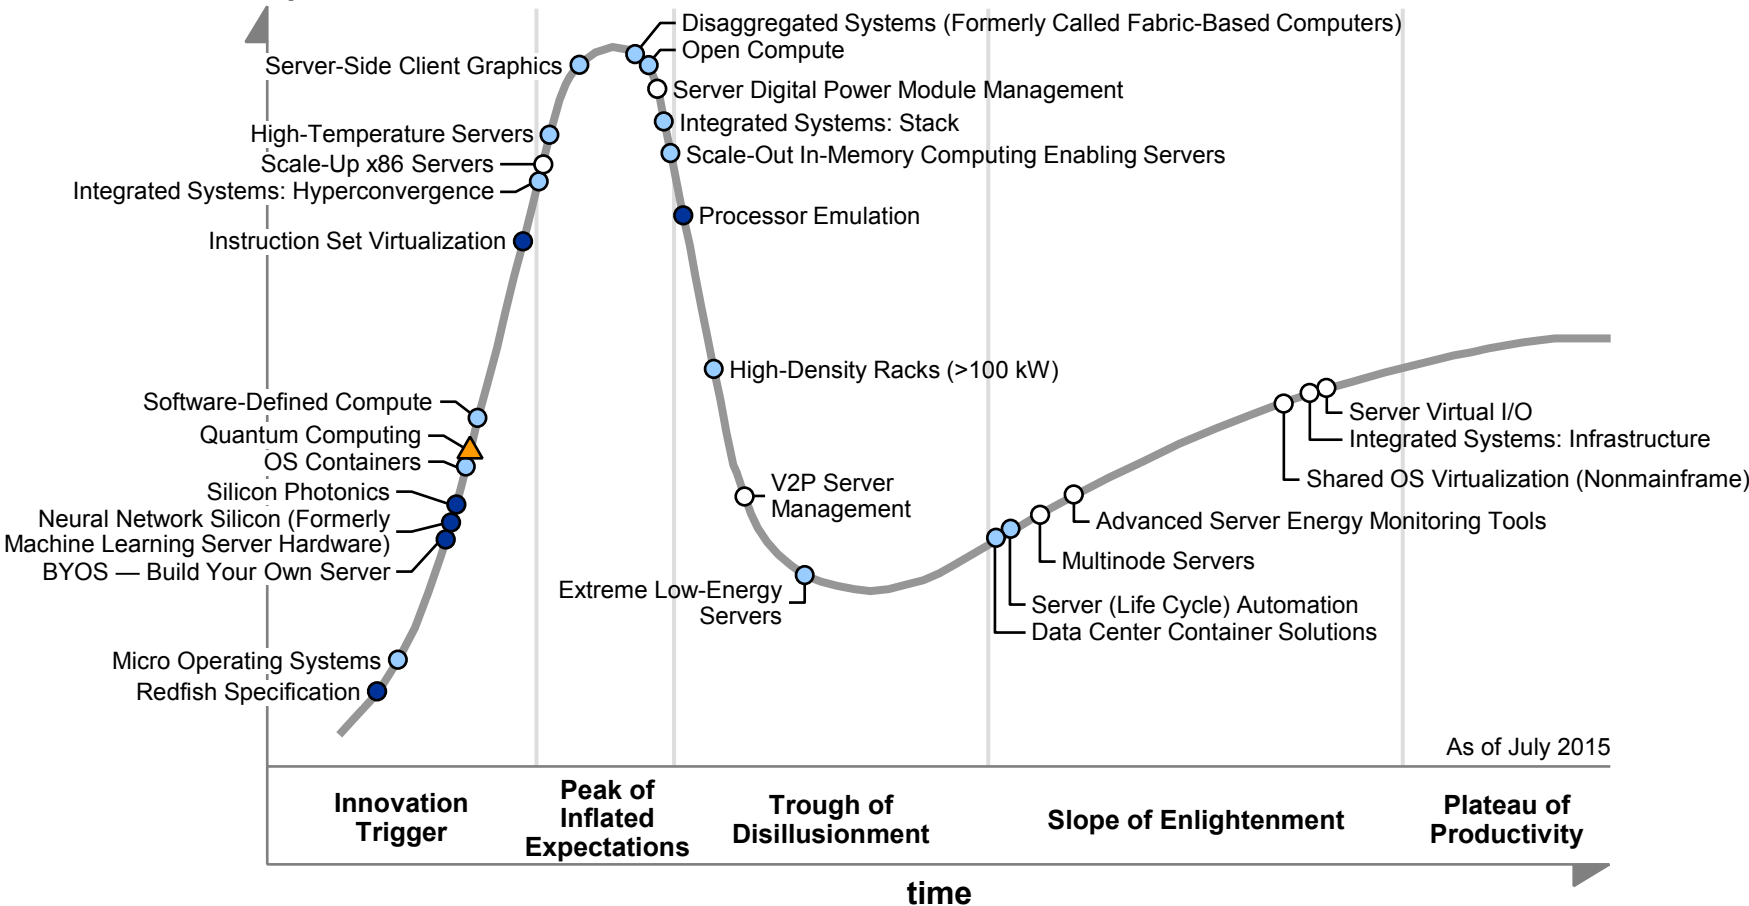 Disaggregated Systems (Formerly Called Fabric-Based Computers)
Open Compute
Server-Side Client Graphics
Server Digital Power Module Management
Integrated Systems: Stack
High-Temperature Servers
Scale-Out In-Memory Computing Enabling Servers
Scale-Up x86 Servers
Integrated Systems: Hyperconvergence
Processor Emulation
Instruction Set Virtualization
High-Density Racks (>100 kW)
Software-Defined Compute
Quantum Computing
OS Containers
Silicon Photonics
Neural Network Silicon (Formerly
Machine Learning Server Hardware)
BYOS — Build Your Own Server
Micro Operating Systems
Redfish Specification
V2P Server
Management
Extreme Low-Energy
Servers
Server Virtual I/O
Integrated Systems: Infrastructure
Shared OS Virtualization (Nonmainframe)
Advanced Server Energy Monitoring Tools
Multinode Servers
Server (Life Cycle) Automation
Data Center Container Solutions
As of July 2015
Innovation
Trigger
Peak of
Inflated
Expectations
Trough of
Disillusionment
Slope of Enlightenment
Plateau of
Productivity
time